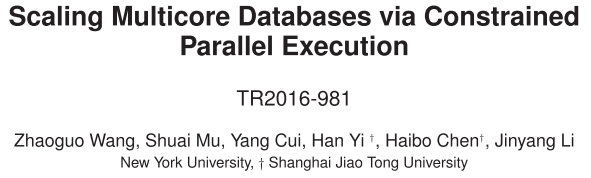 Scaling Multicore Databases via Constrained
Parallel Execution
TR2016-981
Zhaoguo Wang, Shuai Mu, Yang Cui, Han Yi †, Haibo Chen†, Jinyang Li
New York University, † Shanghai Jiao Tong University